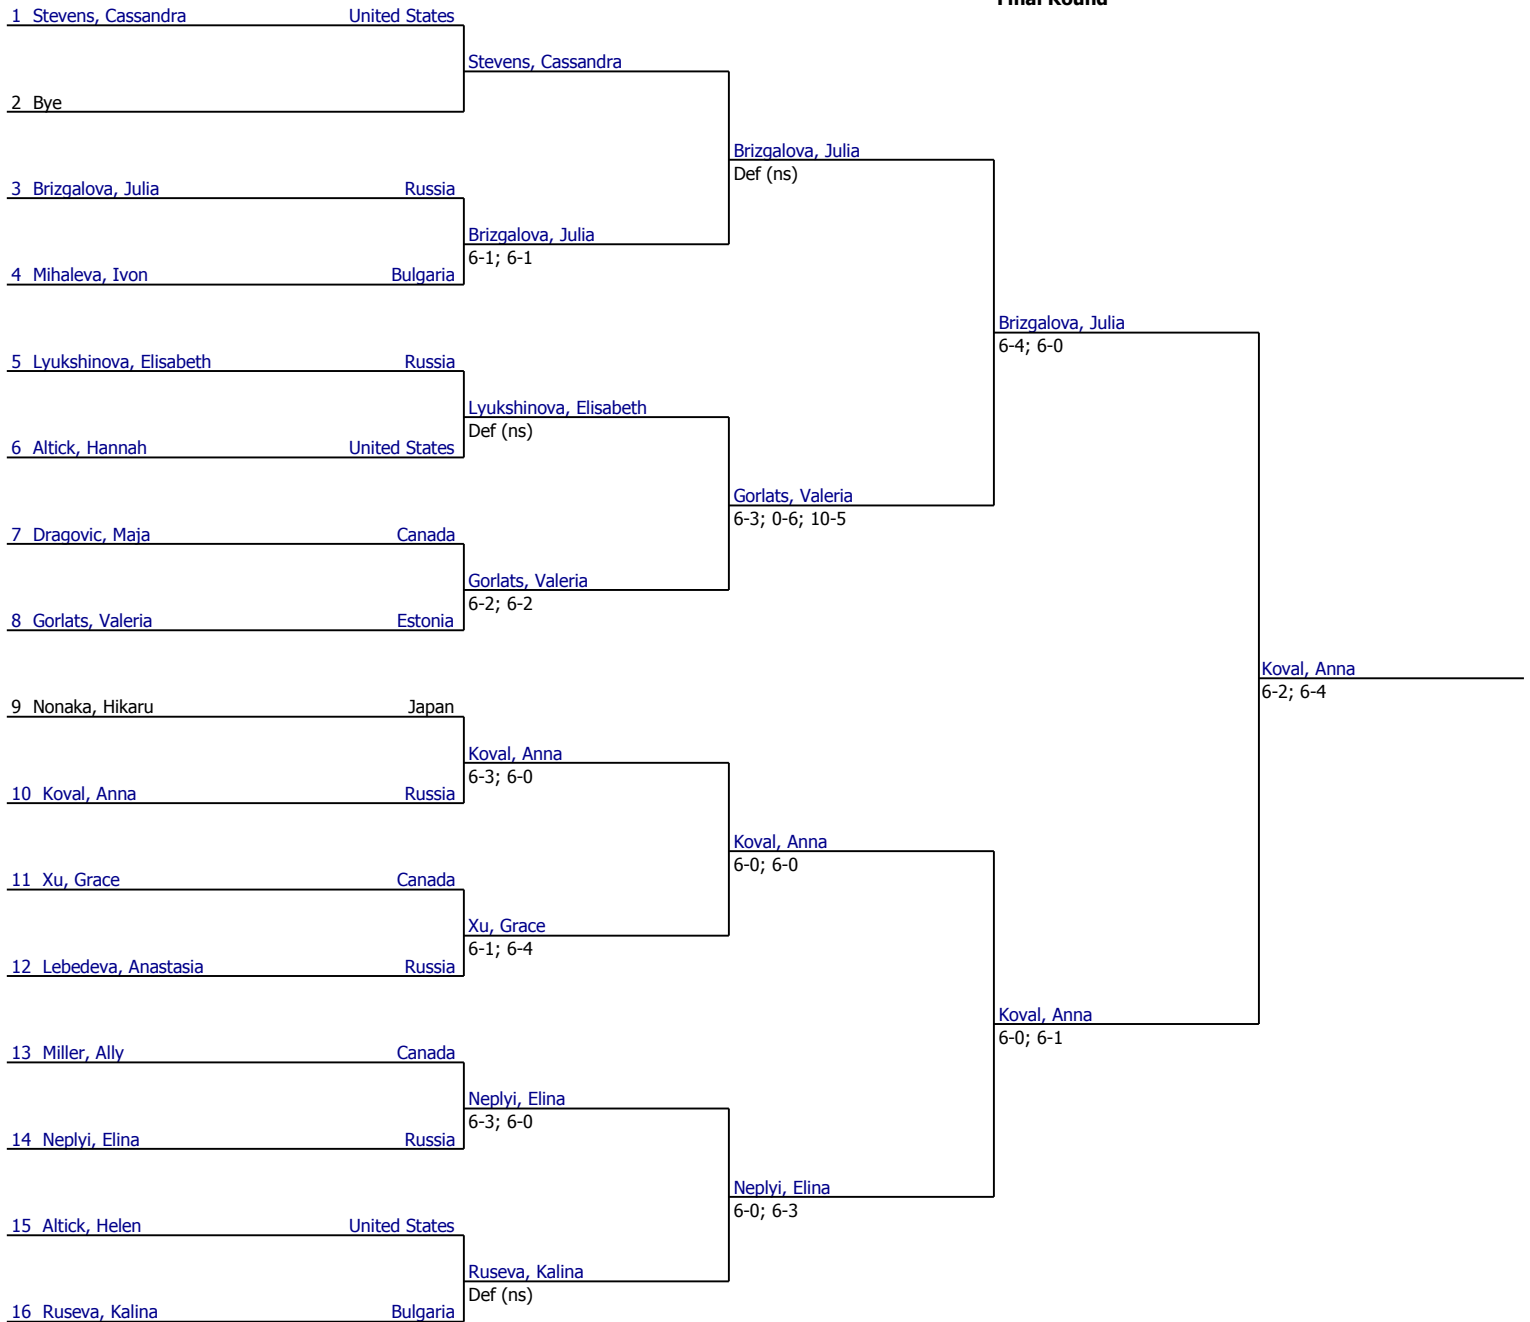 Final Round
1 Stevens, Cassandra United States
Stevens, Cassandra
2 Bye
Brizgalova, Julia
Def (ns)
3 Brizgalova, Julia Russia
Brizgalova, Julia
6-1; 6-1
4 Mihaleva, Ivon Bulgaria
Brizgalova, Julia
6-4; 6-0
5 Lyukshinova, Elisabeth Russia
Lyukshinova, Elisabeth
Def (ns)
6 Altick, Hannah United States
Gorlats, Valeria
6-3; 0-6; 10-5
7 Dragovic, Maja Canada
Gorlats, Valeria
6-2; 6-2
8 Gorlats, Valeria Estonia
Koval, Anna
6-2; 6-4
9 Nonaka, Hikaru Japan
Koval, Anna
6-3; 6-0
10 Koval, Anna Russia
Koval, Anna
6-0; 6-0
11 Xu, Grace Canada
Xu, Grace
6-1; 6-4
12 Lebedeva, Anastasia Russia
Koval, Anna
6-0; 6-1
13 Miller, Ally Canada
Neplyi, Elina
6-3; 6-0
14 Neplyi, Elina Russia
Neplyi, Elina
6-0; 6-3
15 Altick, Helen United States
Ruseva, Kalina
Def (ns)
16 Ruseva, Kalina Bulgaria